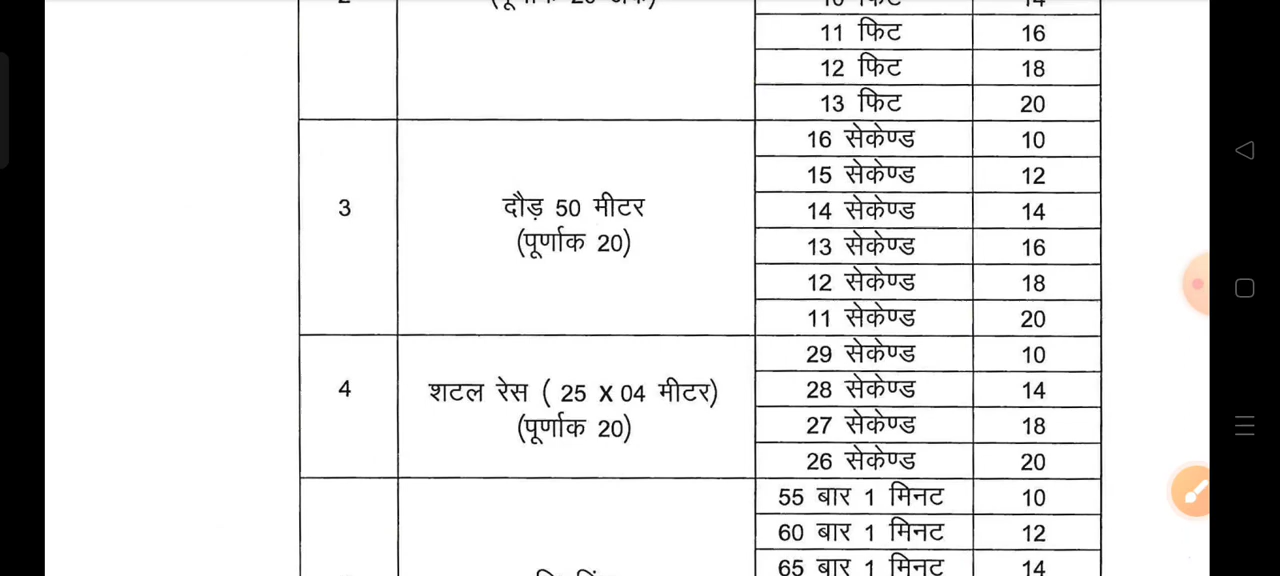 11 फिट 16
12 फिट 18
13 फिट 20
3 दौड़ 50 मीटर (पूर्णाक 20)
16 सेकेण्ड 10
15 सेकेण्ड 12
14 सेकेण्ड 14
13 सेकेण्ड 16
12 सेकेण्ड 18
11 सेकेण्ड 20
4 शटल रेस ( 25 X 04 मीटर) (पूर्णाक 20)
29 सेकेण्ड 10
28 सेकेण्ड 14
27 सेकेण्ड 18
26 सेकेण्ड 20
55 बार 1 मिनट 10
60 बार 1 मिनट 12
65 बार 1 मिनट 14